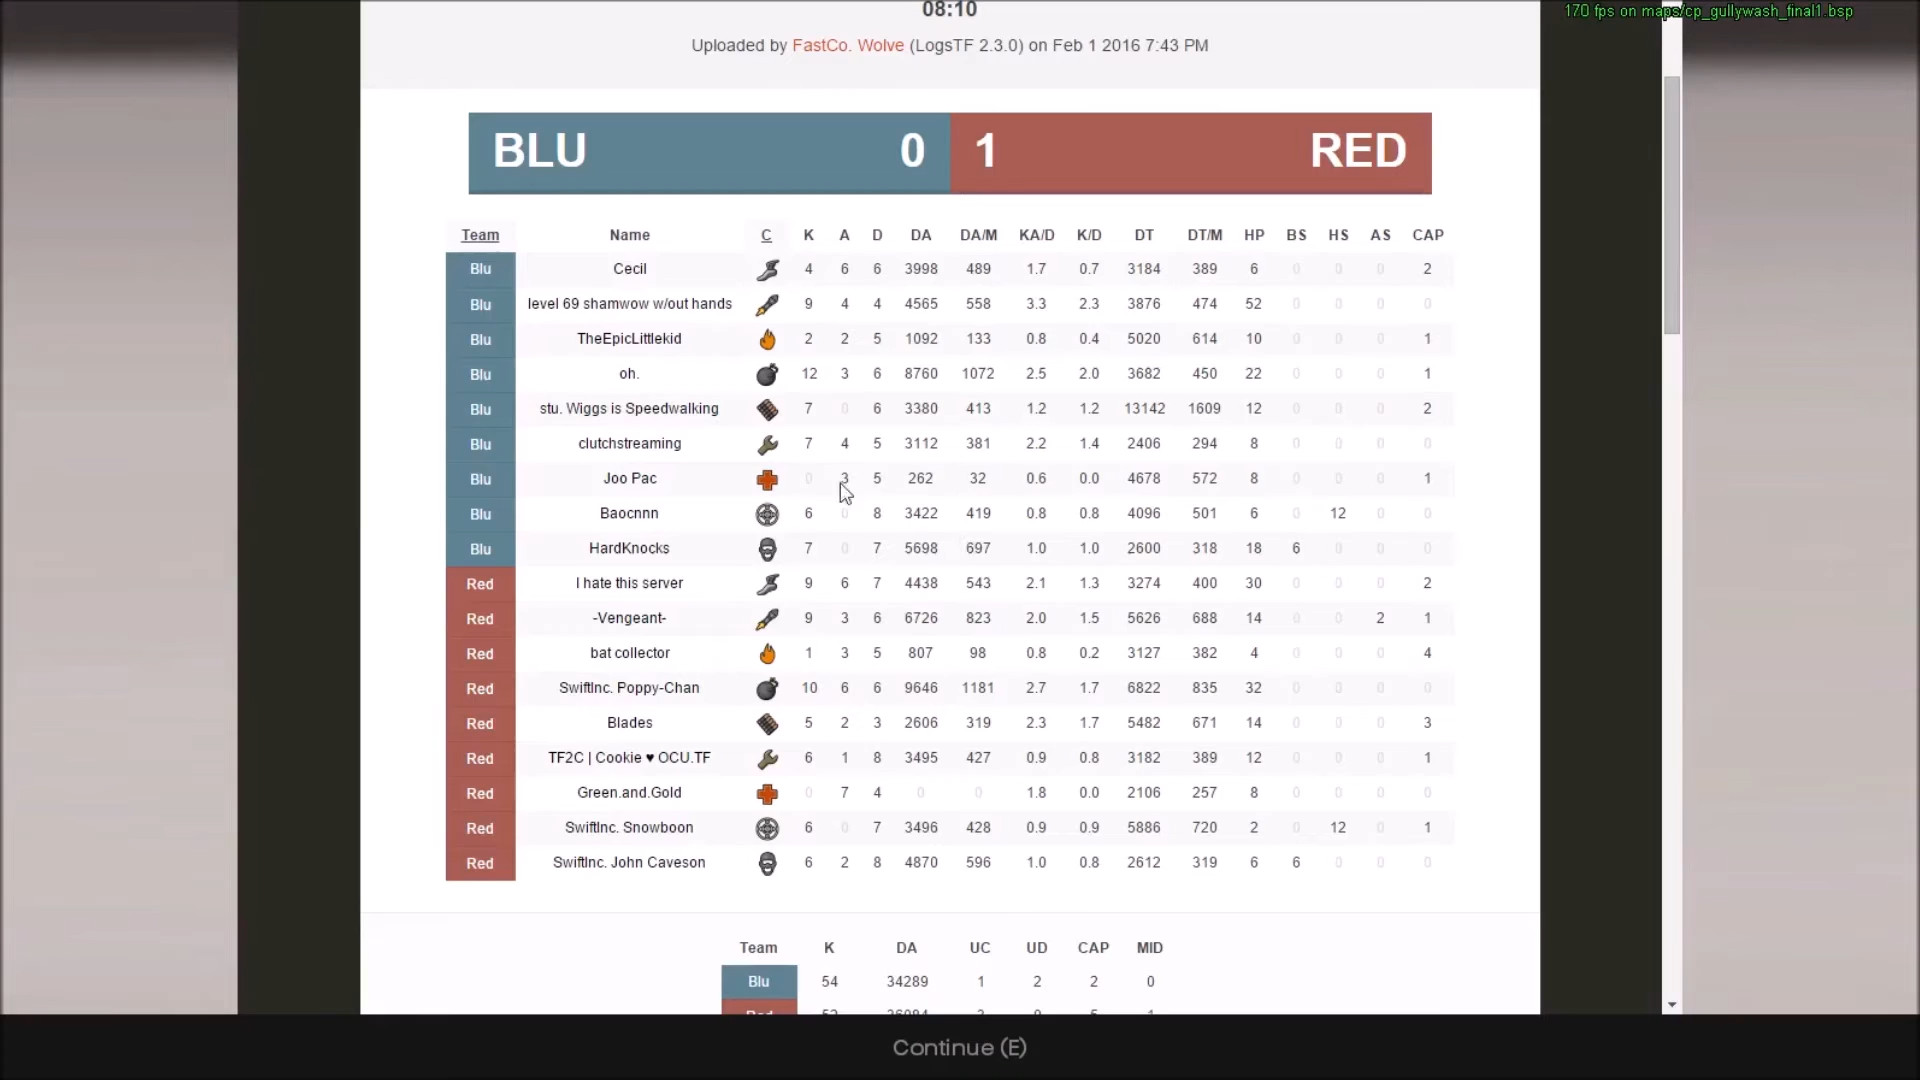 170 fps on maps/cp_gullywash_final1.bsp
08:10
Uploaded by FastCo. Wolve (LogsTF 2.3.0) on Feb 1 2016 7:43 PM
BLU 0 1 RED
Team Name C K A D DA DA/M KA/D K/D DT DT/M HP BS HS AS CAP
Blu Cecil 4 6 6 3998 489 1.7 0.7 3184 389 6 0 0 0 2
Blu level 69 shamwow w/out hands 9 4 4 4565 558 3.3 2.3 3876 474 52 0 0 0 0
Blu TheEpicLittlekid 2 2 5 1092 133 0.8 0.4 5020 614 10 0 0 0 1
Blu oh. 12 3 6 8760 1072 2.5 2.0 3682 450 22 0 0 0 1
Blu stu. Wiggs is Speedwalking 7 0 6 3380 413 1.2 1.2 13142 1609 12 0 0 0 2
Blu clutchstreaming 7 4 5 3112 381 2.2 1.4 2406 294 8 0 0 0 0
Blu Joo Pac 0 3 5 262 32 0.6 0.0 4678 572 8 0 0 0 1
Blu Baocnnn 6 0 8 3422 419 0.8 0.8 4096 501 6 0 12 0 0
Blu HardKnocks 7 0 7 5698 697 1.0 1.0 2600 318 18 6 0 0 0
Red I hate this server 9 6 7 4438 543 2.1 1.3 3274 400 30 0 0 0 2
Red -Vengeant- 9 3 6 6726 823 2.0 1.5 5626 688 14 0 0 2 1
Red bat collector 1 3 5 807 98 0.8 0.2 3127 382 4 0 0 0 4
Red SwiftInc. Poppy-Chan 10 6 6 9646 1181 2.7 1.7 6822 835 32 0 0 0 0
Red Blades 5 2 3 2606 319 2.3 1.7 5482 671 14 0 0 0 3
Red TF2C | Cookie ♥ OCU.TF 6 1 8 3495 427 0.9 0.8 3182 389 12 0 0 0 1
Red Green.and.Gold 0 7 4 0 0 1.8 0.0 2106 257 8 0 0 0 0
Red SwiftInc. Snowboon 6 0 7 3496 428 0.9 0.9 5886 720 2 0 12 0 1
Red SwiftInc. John Caveson 6 2 8 4870 596 1.0 0.8 2612 319 6 6 0 0 0
Team K DA UC UD CAP MID
Blu 54 34289 1 2 2 0
Continue (E)